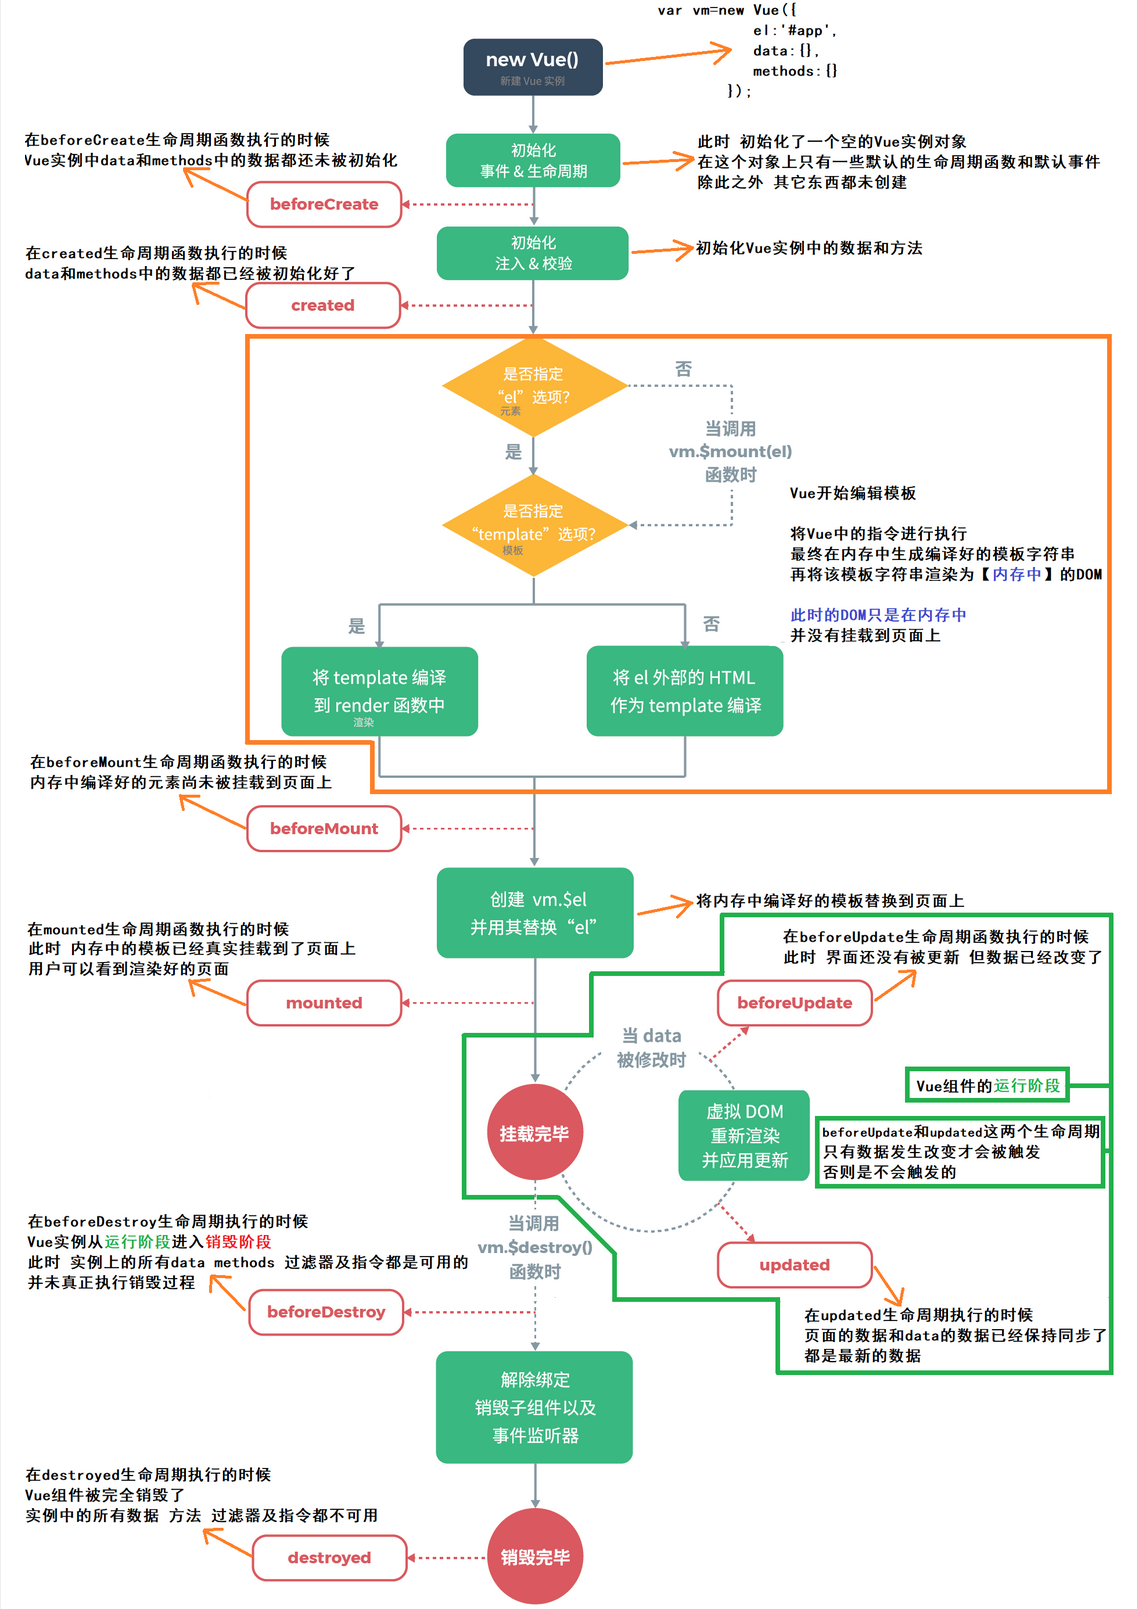 var vm=new Vue({
el:'#app',
data:{},
methods:{}
});
new Vue()
新建 Vue 实例
在beforeCreate生命周期函数执行的时候
Vue实例中data和methods中的数据都还未被初始化
初始化
事件 & 生命周期
此时 初始化了一个空的Vue实例对象
在这个对象上只有一些默认的生命周期函数和默认事件
除此之外 其它东西都未创建
beforeCreate
初始化
注入 & 校验
初始化Vue实例中的数据和方法
在created生命周期函数执行的时候
data和methods中的数据都已经被初始化好了
created
是否指定
“el”选项?
元素
否
当调用
vm.$mount(el)
函数时
是
是否指定
“template”选项?
模板
Vue开始编辑模板
将Vue中的指令进行执行
最终在内存中生成编译好的模板字符串
再将该模板字符串渲染为【内存中】的DOM
此时的DOM只是在内存中
并没有挂载到页面上
是
否
将 template 编译
到 render 函数中
渲染
将 el 外部的 HTML
作为 template 编译
在beforeMount生命周期函数执行的时候
内存中编译好的元素尚未被挂载到页面上
beforeMount
创建 vm.$el
并用其替换“el”
将内存中编译好的模板替换到页面上
在mounted生命周期函数执行的时候
此时 内存中的模板已经真实挂载到了页面上
用户可以看到渲染好的页面
mounted
在beforeUpdate生命周期函数执行的时候
此时 界面还没有被更新 但数据已经改变了
beforeUpdate
当 data
被修改时
Vue组件的运行阶段
挂载完毕
虚拟 DOM
重新渲染
并应用更新
beforeUpdate和updated这两个生命周期
只有数据发生改变才会被触发
否则是不会触发的
在beforeDestroy生命周期执行的时候
Vue实例从运行阶段进入销毁阶段
此时 实例上的所有data methods 过滤器及指令都是可用的
并未真正执行销毁过程
当调用
vm.$destroy()
函数时
updated
beforeDestroy
在updated生命周期执行的时候
页面的数据和data的数据已经保持同步了
都是最新的数据
解除绑定
销毁子组件以及
事件监听器
在destroyed生命周期执行的时候
Vue组件被完全销毁了
实例中的所有数据 方法 过滤器及指令都不可用
destroyed
销毁完毕